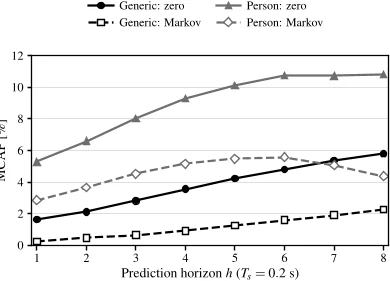 Generic: zero
Person: zero
Generic: Markov
Person: Markov
12
10
8
6
4
2
0
MCAP [%]
1 2 3 4 5 6 7 8
Prediction horizon h (Tₛ = 0.2 s)